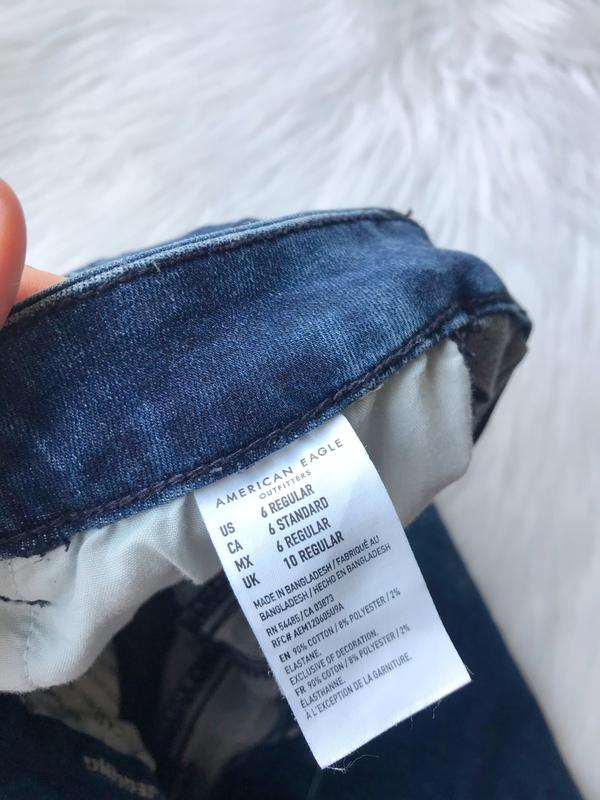 AMERICAN EAGLE
OUTFITTERS
US 6 REGULAR
CA 6 STANDARD
MX 6 REGULAR
UK 10 REGULAR
MADE IN BANGLADESH / FABRIQUÉ AU
BANGLADESH / HECHO EN BANGLADESH
RN 54485 / CA 03873
RFC# AEM120605U9A
EN 90% COTTON / 8% POLYESTER / 2%
ELASTANE.
EXCLUSIVE OF DECORATION.
FR 90% COTON / 8% POLYESTER / 2%
ÉLASTHANNE.
À L'EXCEPTION DE LA GARNITURE.